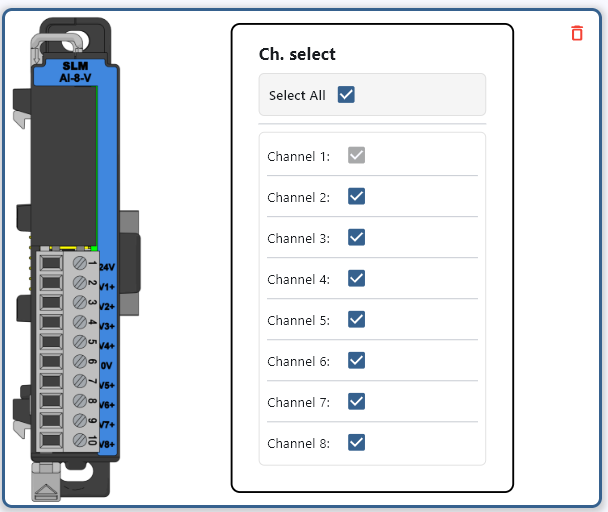 SLM
AI-8-V
1 24V
2 V1+
3 V2+
4 V3+
5 V4+
6 0V
7 V5+
8 V6+
9 V7+
10 V8+
Ch. select
Select All
Channel 1:
Channel 2:
Channel 3:
Channel 4:
Channel 5:
Channel 6:
Channel 7:
Channel 8: